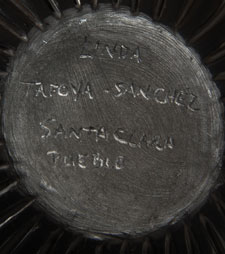 LINDA
TAFOYA - SANCHEZ
SANTA CLARA
PUEBLO